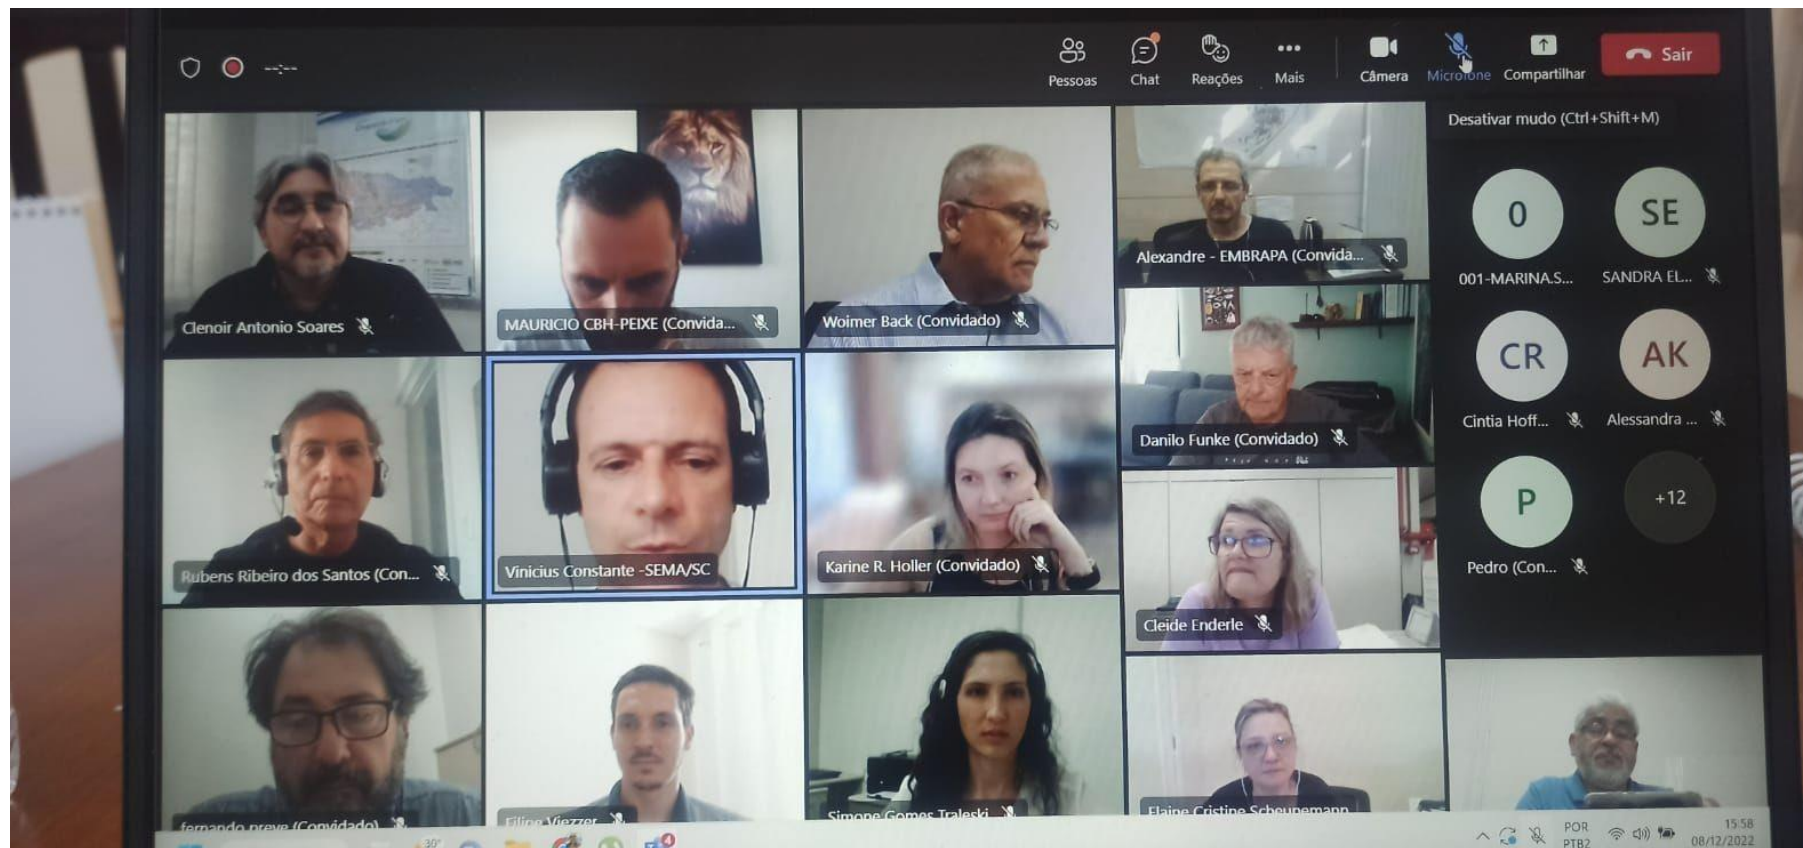 --:--
Pessoas
Chat
Reações
Mais
Câmera
Microfone
Compartilhar
Sair
Desativar mudo (Ctrl+Shift+M)
Clenoir Antonio Soares
MAURICIO CBH-PEIXE (Convida...
Woimer Back (Convidado)
Alexandre - EMBRAPA (Convida...
0
SE
001-MARINA.S...
SANDRA EL...
CR
AK
Cintia Hoff...
Alessandra ...
Danilo Funke (Convidado)
P
+12
Pedro (Con...
Rubens Ribeiro dos Santos (Con...
Vinicius Constante -SEMA/SC
Karine R. Holler (Convidado)
Cleide Enderle
fernando preve (Convidado)
Filipe Viezzer
Simone Gomes Traleski
Elaine Cristine Scheunemann
30°
4
POR
PTB2
15:58
08/12/2022